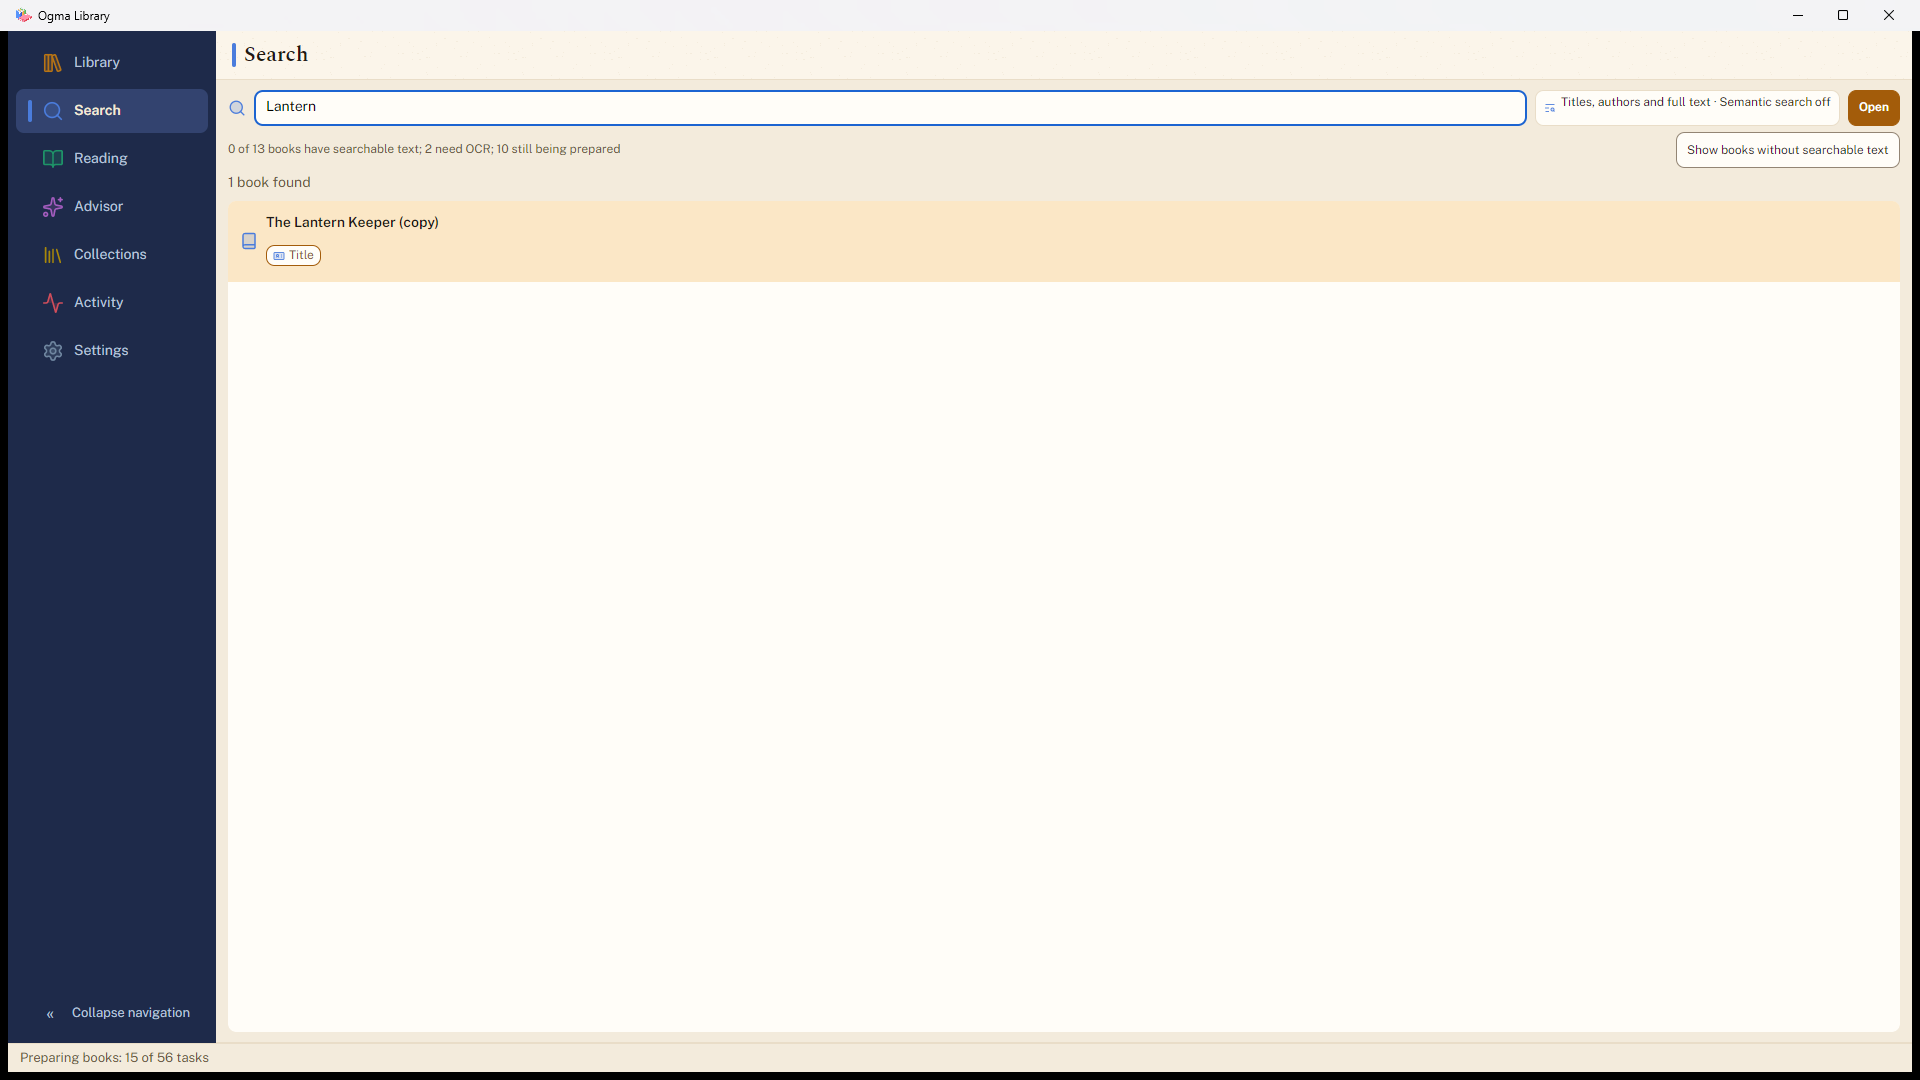 Ogma Library
Library
Search
Reading
Advisor
Collections
Activity
Settings
« Collapse navigation
Search
Lantern
Titles, authors and full text · Semantic search off
Open
0 of 13 books have searchable text; 2 need OCR; 10 still being prepared
Show books without searchable text
1 book found
The Lantern Keeper (copy)
Title
Preparing books: 15 of 56 tasks